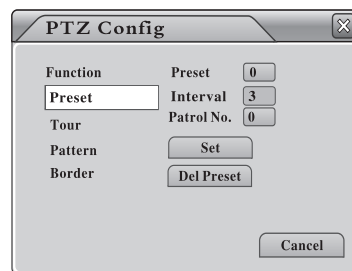 PTZ Config
Function
Preset
Tour
Pattern
Border
Preset 0
Interval 3
Patrol No. 0
Set
Del Preset
Cancel